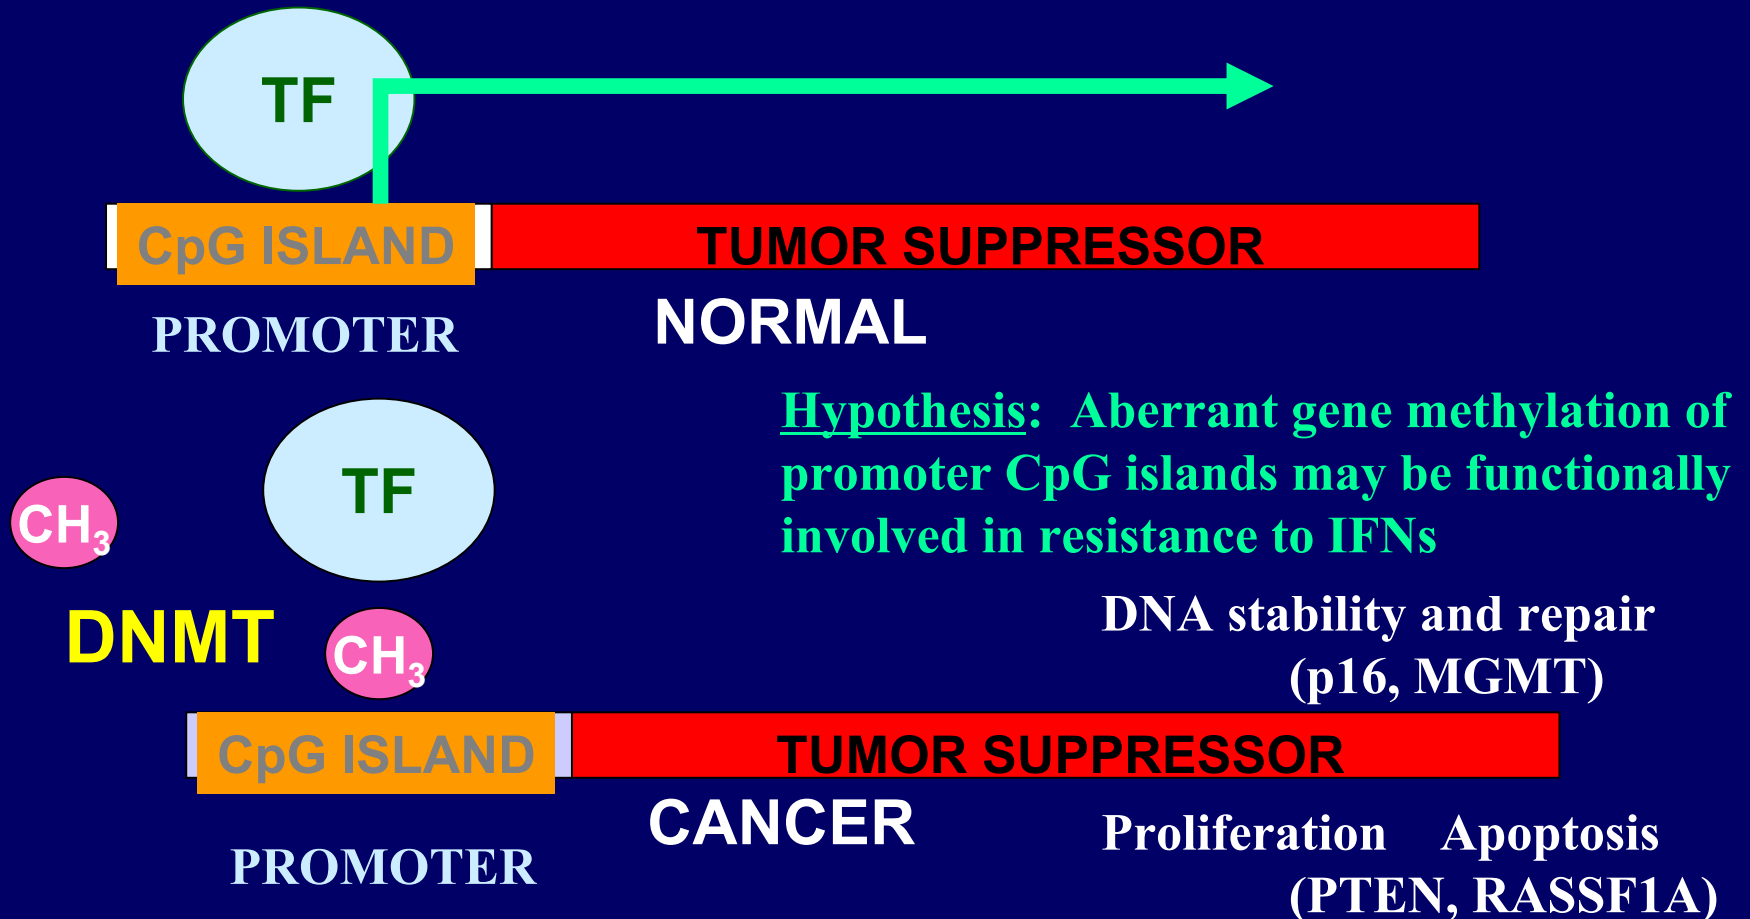 TF
CpG ISLAND
TUMOR SUPPRESSOR
PROMOTER
NORMAL
Hypothesis: Aberrant gene methylation of
promoter CpG islands may be functionally
involved in resistance to IFNs
TF
CH₃
DNMT
CH₃
DNA stability and repair
(p16, MGMT)
CpG ISLAND
TUMOR SUPPRESSOR
PROMOTER
CANCER
Proliferation Apoptosis
(PTEN, RASSF1A)